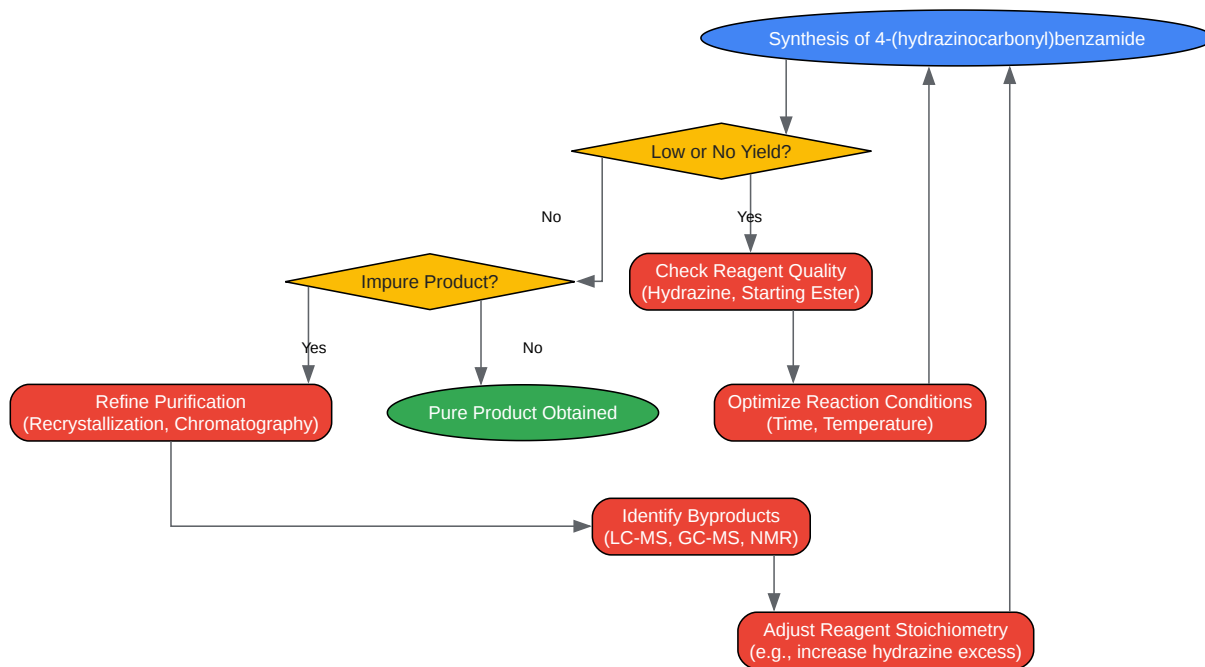 Synthesis of 4-(hydrazinocarbonyl)benzamide
Low or No Yield?
No
Yes
Impure Product?
Check Reagent Quality
(Hydrazine, Starting Ester)
Yes
No
Refine Purification
(Recrystallization, Chromatography)
Pure Product Obtained
Optimize Reaction Conditions
(Time, Temperature)
Identify Byproducts
(LC-MS, GC-MS, NMR)
Adjust Reagent Stoichiometry
(e.g., increase hydrazine excess)